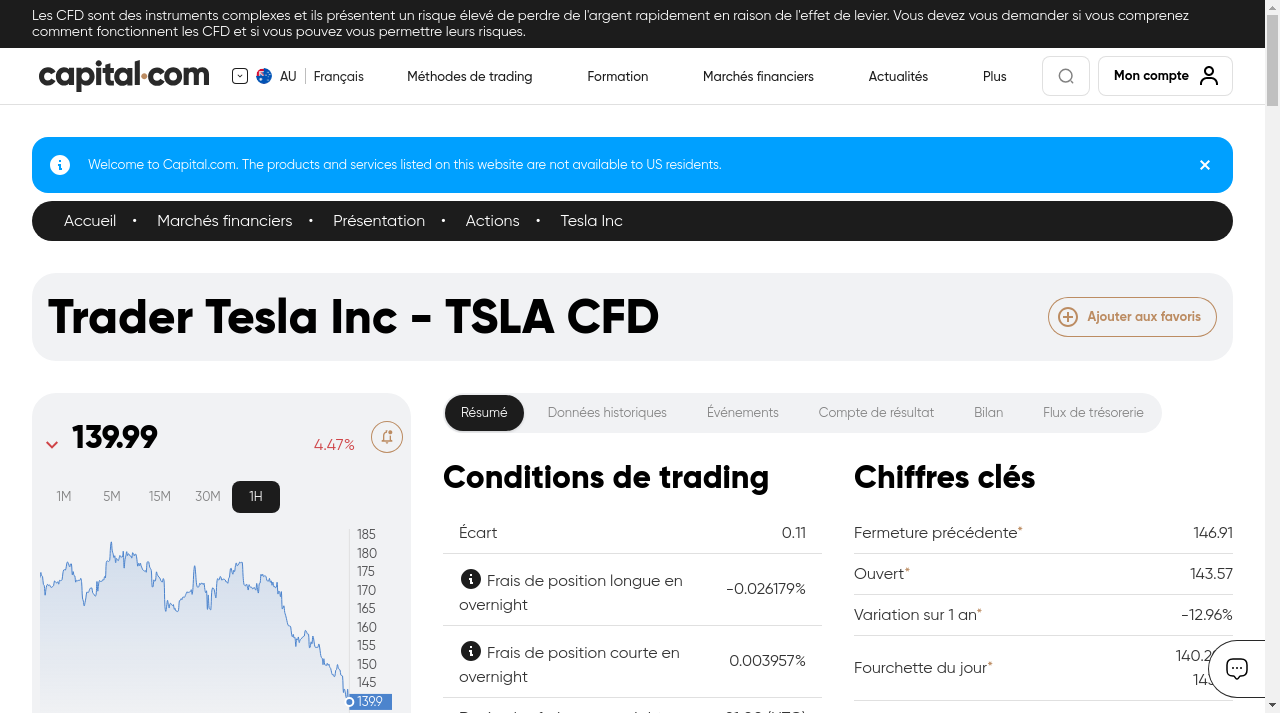 Les CFD sont des instruments complexes et ils présentent un risque élevé de perdre de l'argent rapidement en raison de l'effet de levier. Vous devez vous demander si vous comprenez
comment fonctionnent les CFD et si vous pouvez vous permettre leurs risques.
capital.com
AU
Français
Méthodes de trading
Formation
Marchés financiers
Actualités
Plus
Mon compte
Welcome to Capital.com. The products and services listed on this website are not available to US residents.
Accueil
Marchés financiers
Présentation
Actions
Tesla Inc
Trader Tesla Inc - TSLA CFD
Ajouter aux favoris
139.99
4.47%
1M 5M 15M 30M 1H
185
180
175
170
165
160
155
150
145
139.9
Résumé
Données historiques
Événements
Compte de résultat
Bilan
Flux de trésorerie
Conditions de trading
Écart 0.11
Frais de position longue en
overnight
-0.026179%
Frais de position courte en
overnight
0.003957%
Chiffres clés
Fermeture précédente* 146.91
Ouvert* 143.57
Variation sur 1 an* -12.96%
Fourchette du jour*